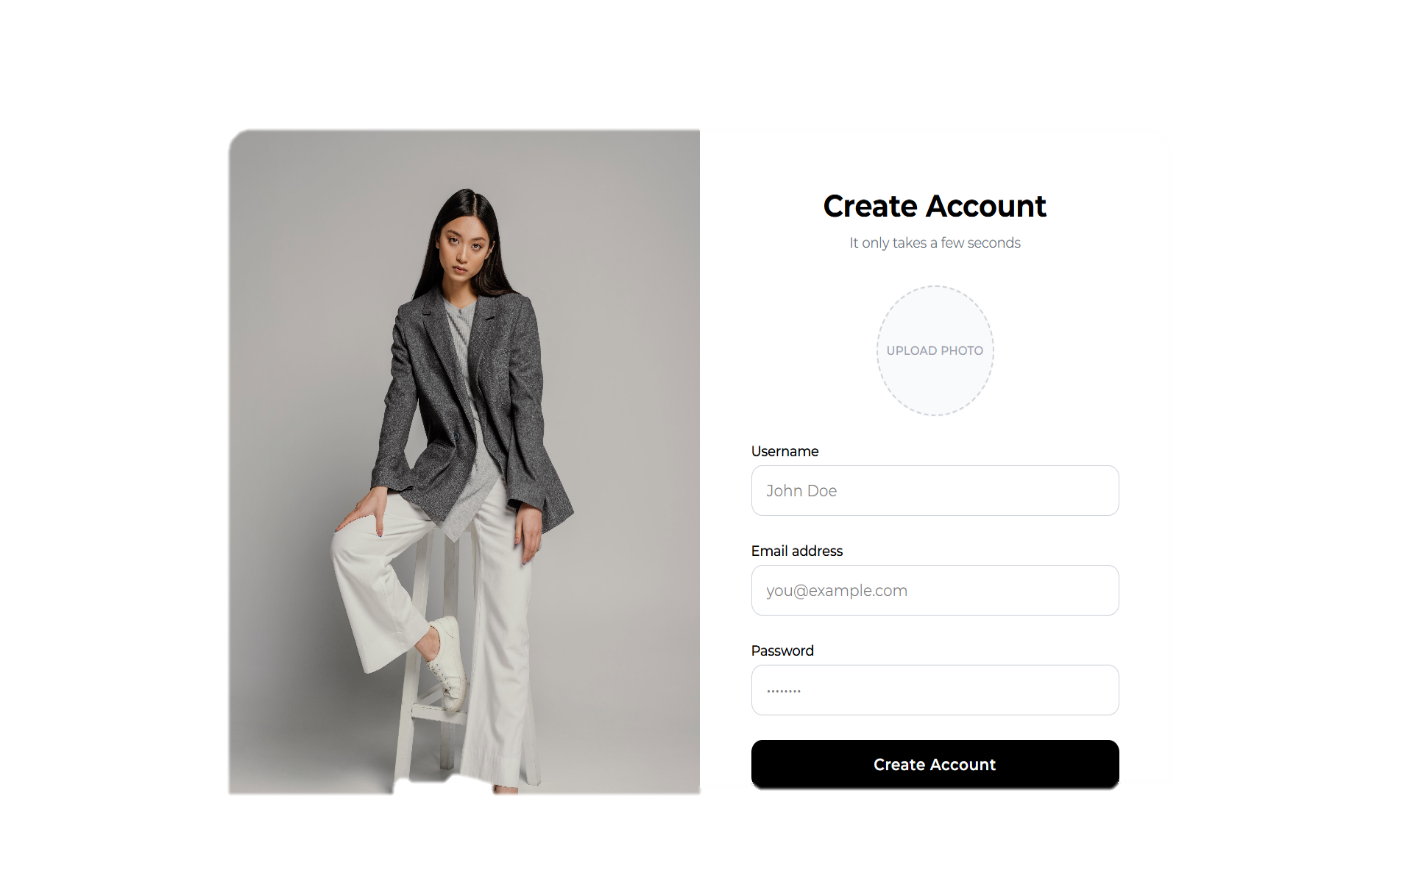 Create Account
It only takes a few seconds
UPLOAD PHOTO
Username
John Doe
Email address
you@example.com
Password
••••••••
Create Account